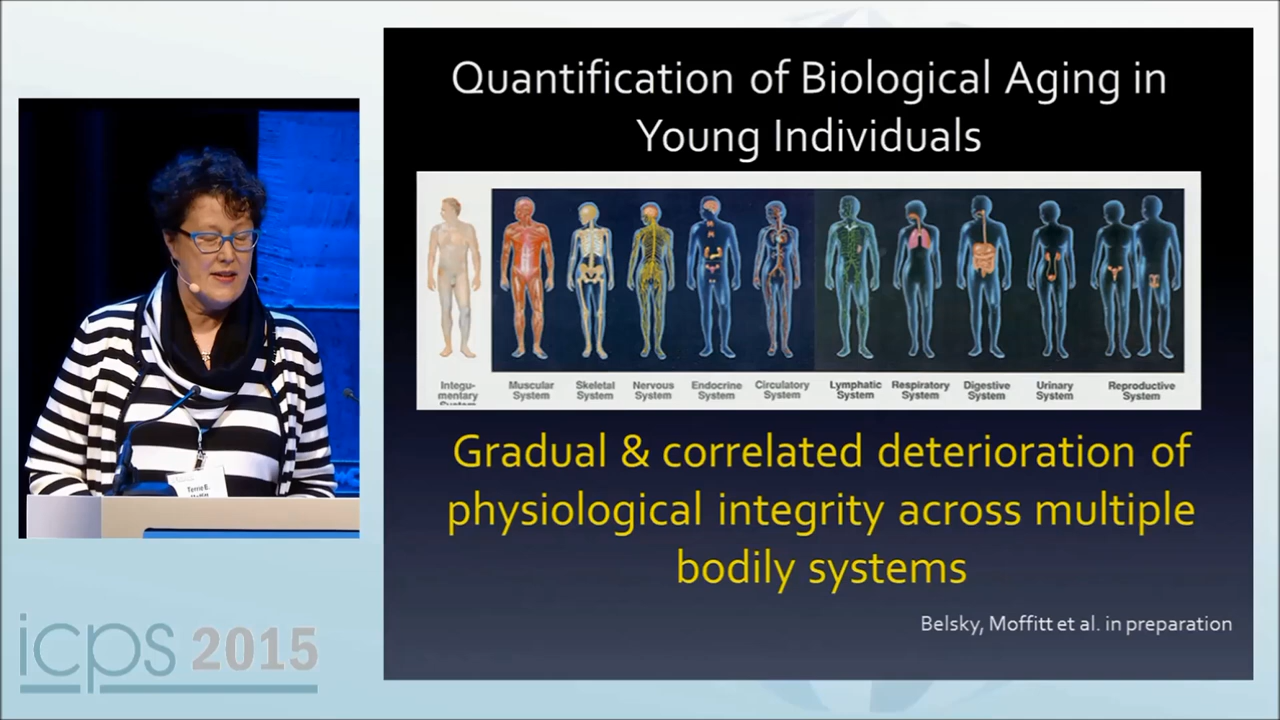 Quantification of Biological Aging in
Young Individuals
Integu-
mentary
System
Muscular
System
Skeletal
System
Nervous
System
Endocrine
System
Circulatory
System
Lymphatic
System
Respiratory
System
Digestive
System
Urinary
System
Reproductive
System
Gradual & correlated deterioration of
physiological integrity across multiple
bodily systems
Belsky, Moffitt et al. in preparation
Terrie E.
icps 2015